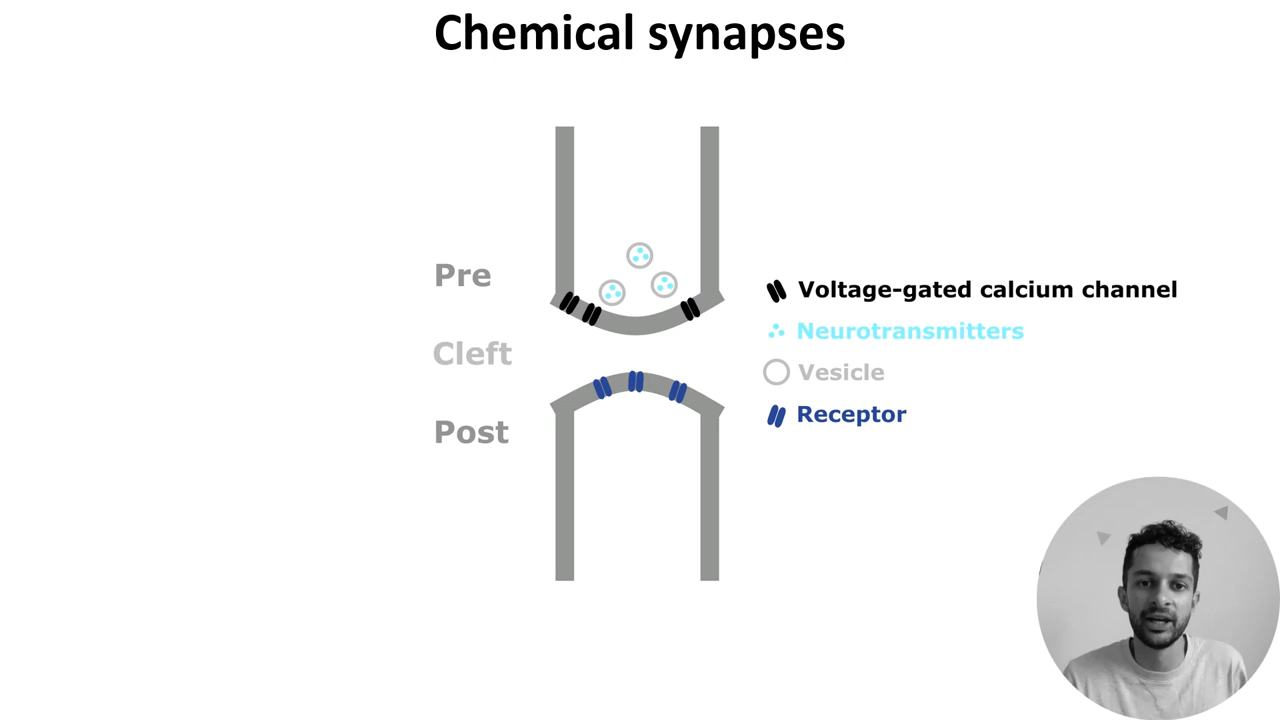 Chemical synapses
Pre
Cleft
Post
Voltage-gated calcium channel
Neurotransmitters
Vesicle
Receptor